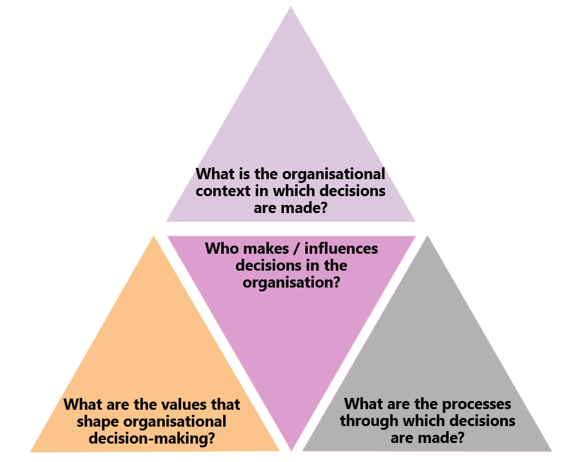 What is the organisational
context in which decisions
are made?
Who makes / influences
decisions in the
organisation?
What are the values that
shape organisational
decision-making?
What are the processes
through which decisions
are made?